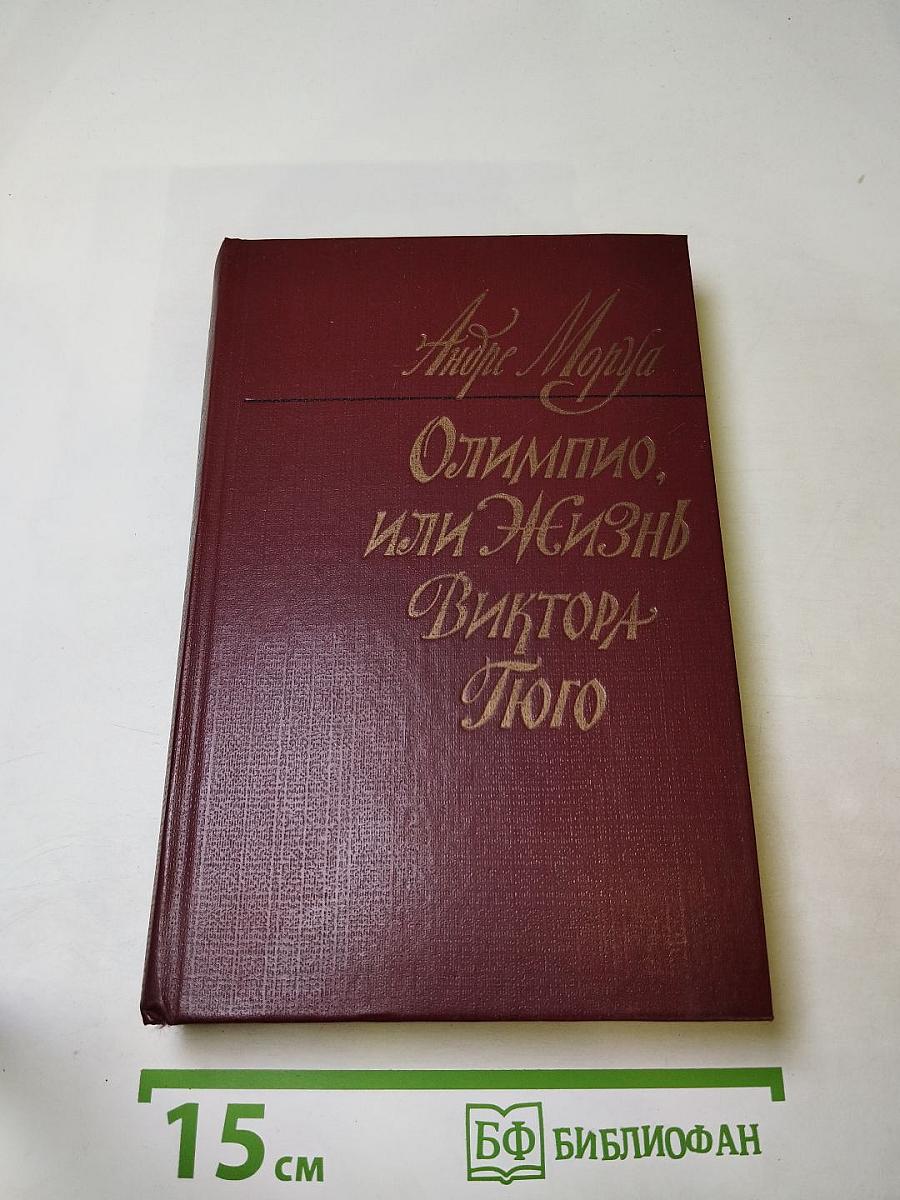 Андре Моруа
Олимпио,
или Жизнь
Виктора
Гюго
15 см
БФ БИБЛИОФАН